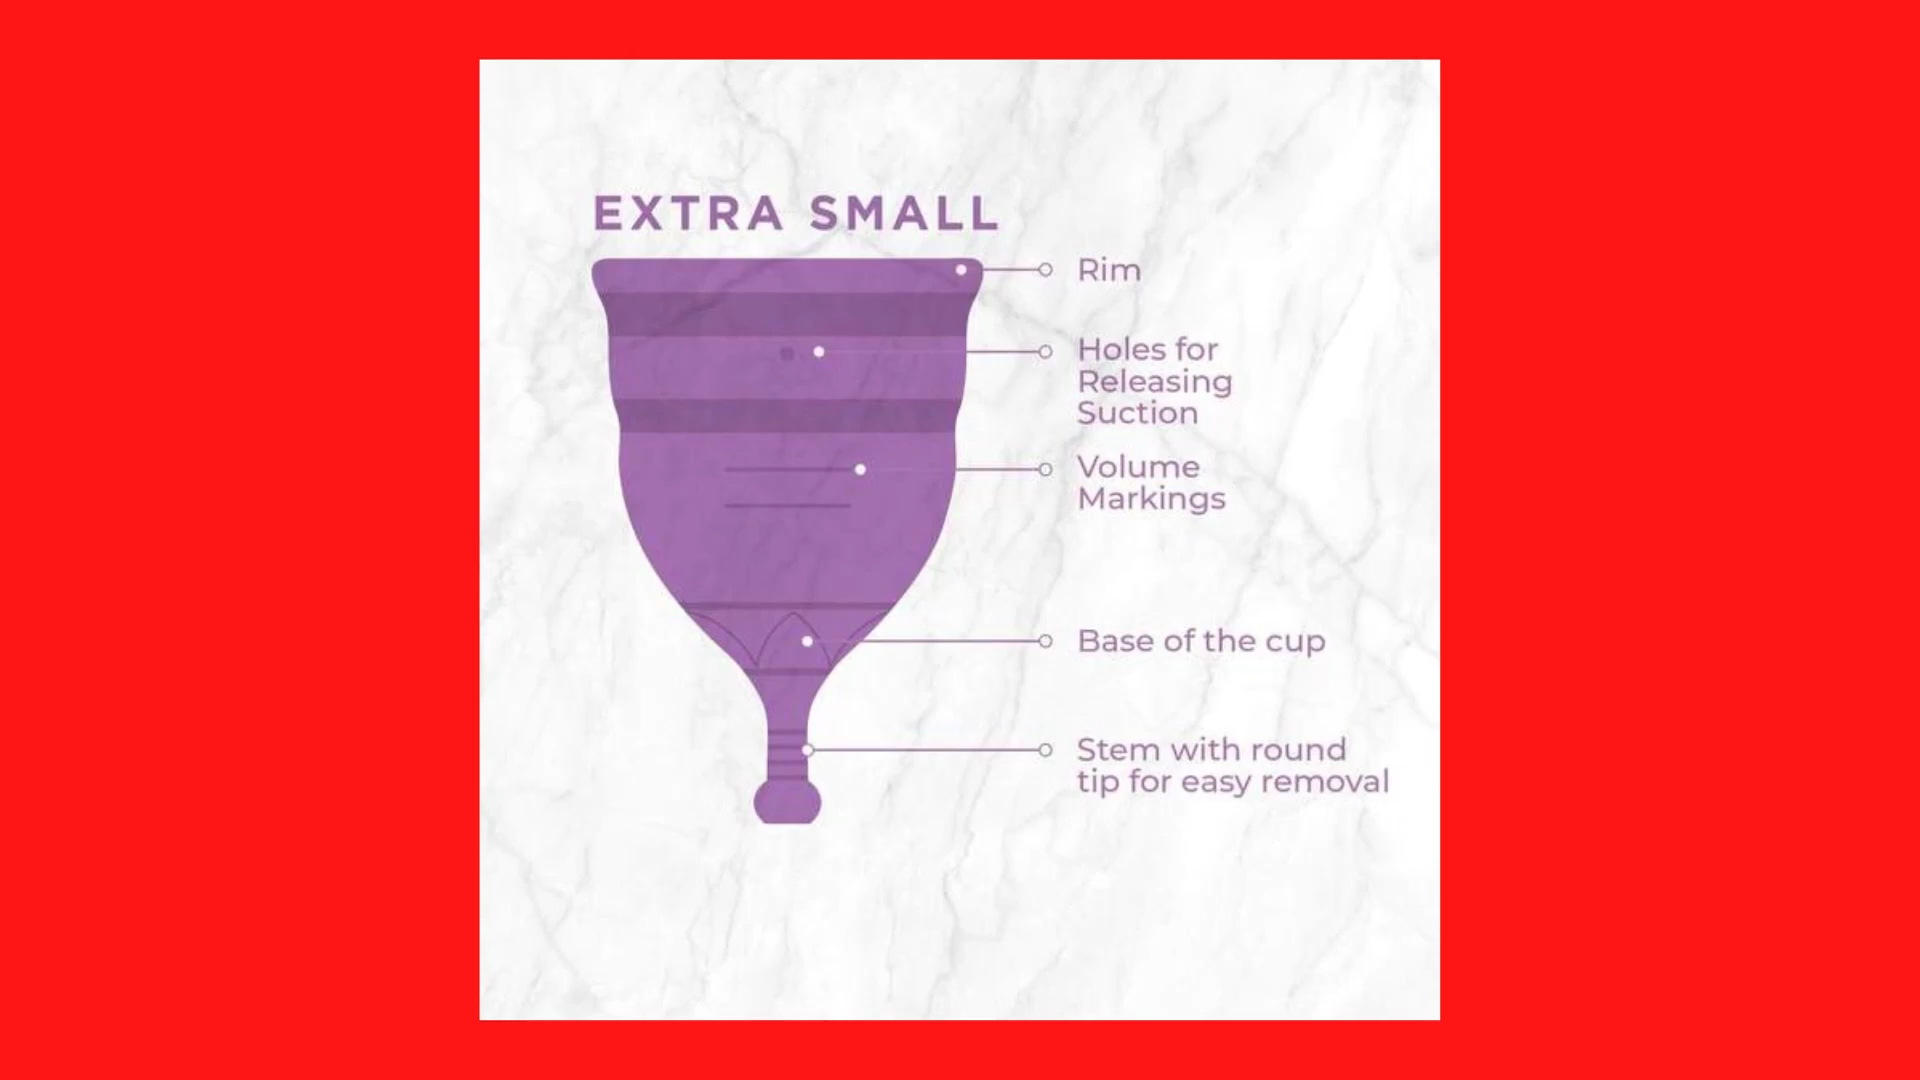 EXTRA SMALL
Rim
Holes for
Releasing
Suction
Volume
Markings
Base of the cup
Stem with round
tip for easy removal